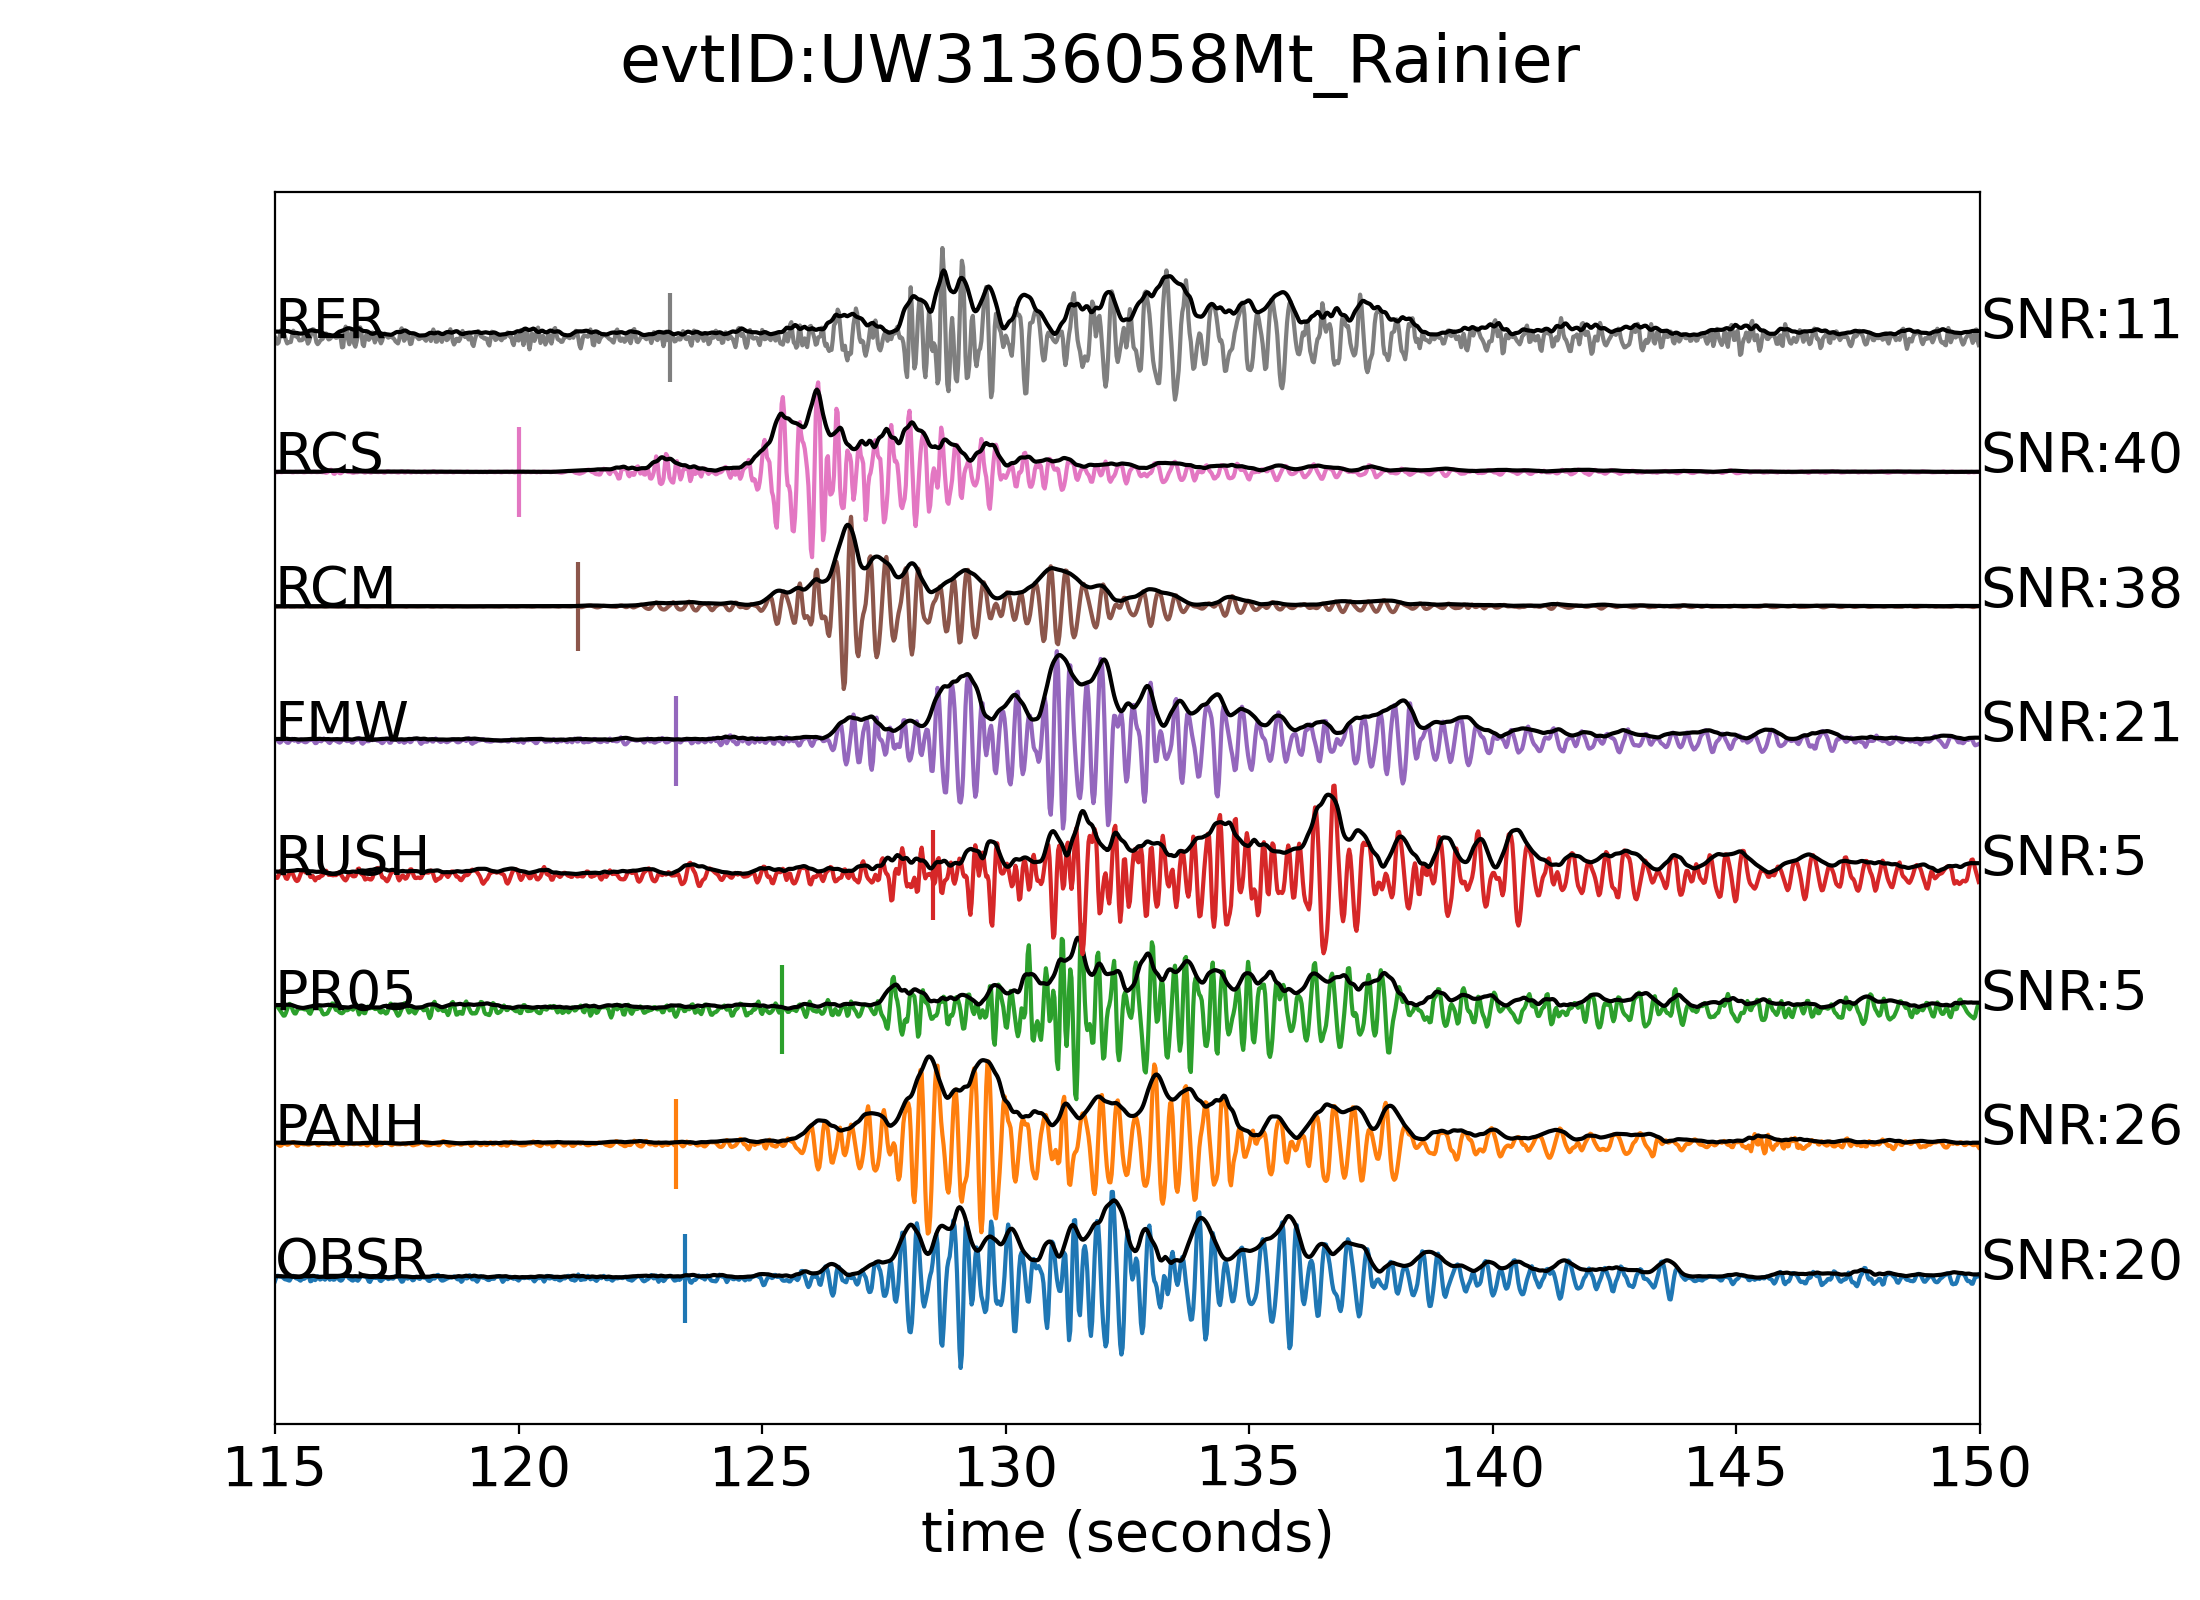 evtID:UW3136058Mt_Rainier
RER SNR:11
RCS SNR:40
RCM SNR:38
FMW SNR:21
RUSH SNR:5
PR05 SNR:5
PANH SNR:26
OBSR SNR:20
115 120 125 130 135 140 145 150
time (seconds)